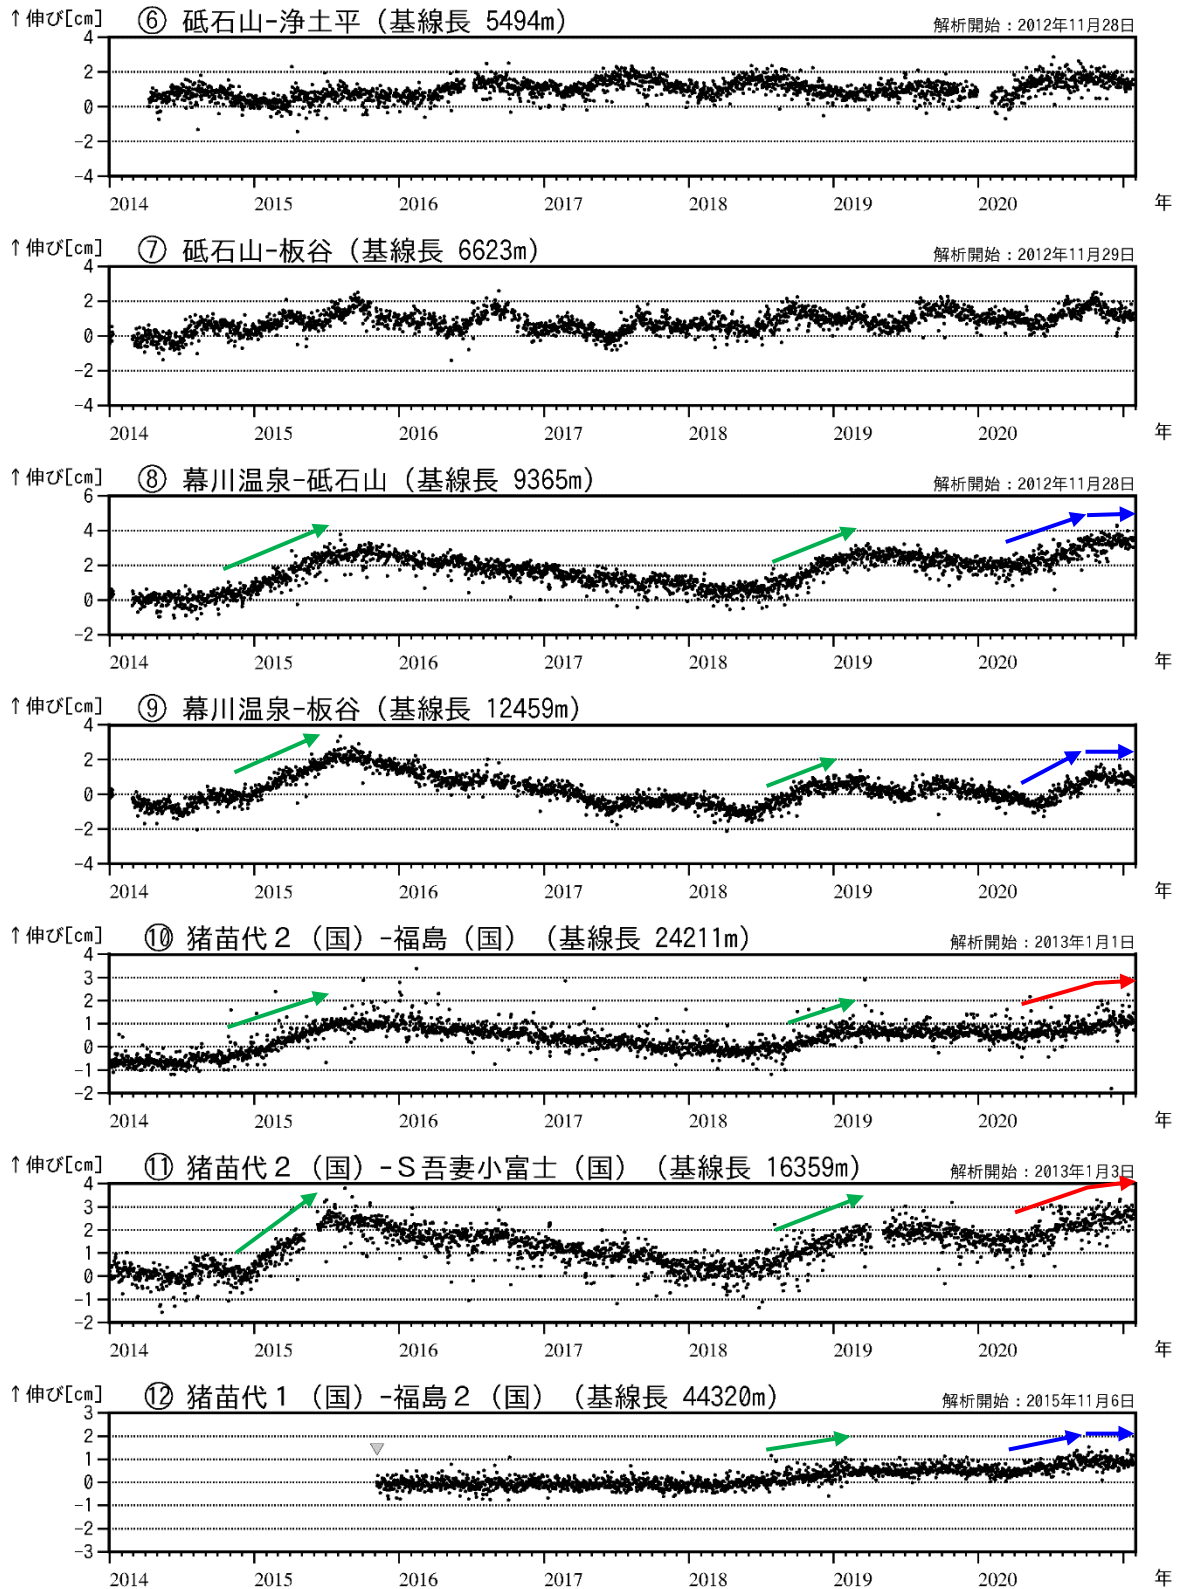 ↑伸び[cm] ⑥ 砥石山-浄土平（基線長 5494m） 解析開始：2012年11月28日
4
2
0
-2
-4
2014 2015 2016 2017 2018 2019 2020 年
↑伸び[cm] ⑦ 砥石山-板谷（基線長 6623m） 解析開始：2012年11月29日
4
2
0
-2
-4
2014 2015 2016 2017 2018 2019 2020 年
↑伸び[cm] ⑧ 幕川温泉-砥石山（基線長 9365m） 解析開始：2012年11月28日
6
4
2
0
-2
2014 2015 2016 2017 2018 2019 2020 年
↑伸び[cm] ⑨ 幕川温泉-板谷（基線長 12459m）
4
2
0
-2
-4
2014 2015 2016 2017 2018 2019 2020 年
↑伸び[cm] ⑩ 猪苗代２（国）-福島（国）（基線長 24211m） 解析開始：2013年1月1日
4
3
2
1
0
-1
-2
2014 2015 2016 2017 2018 2019 2020 年
↑伸び[cm] ⑪ 猪苗代２（国）-Ｓ吾妻小富士（国）（基線長 16359m） 解析開始：2013年1月3日
4
3
2
1
0
-1
-2
2014 2015 2016 2017 2018 2019 2020 年
↑伸び[cm] ⑫ 猪苗代１（国）-福島２（国）（基線長 44320m） 解析開始：2015年11月6日
3
2
1
0
-1
-2
-3
2014 2015 2016 2017 2018 2019 2020 年